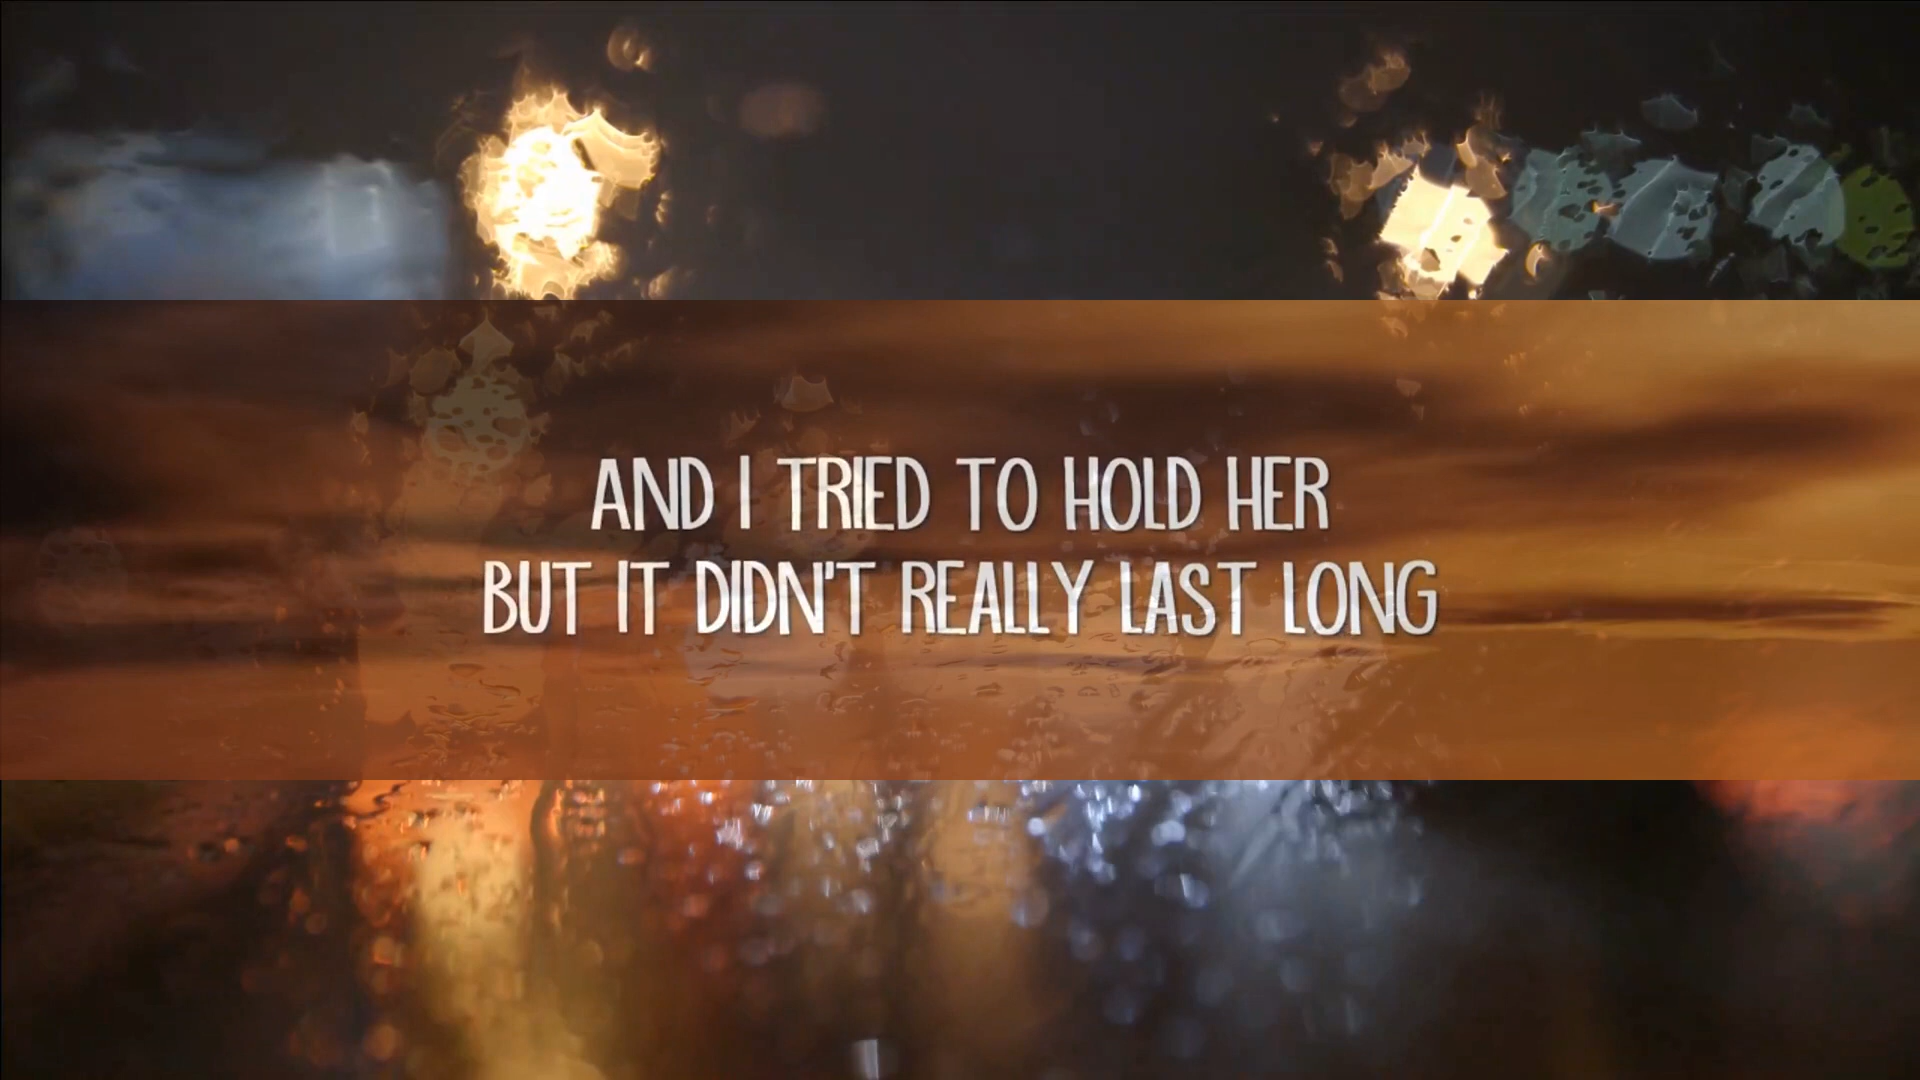 AND I TRIED TO HOLD HER
BUT IT DIDN'T REALLY LAST LONG